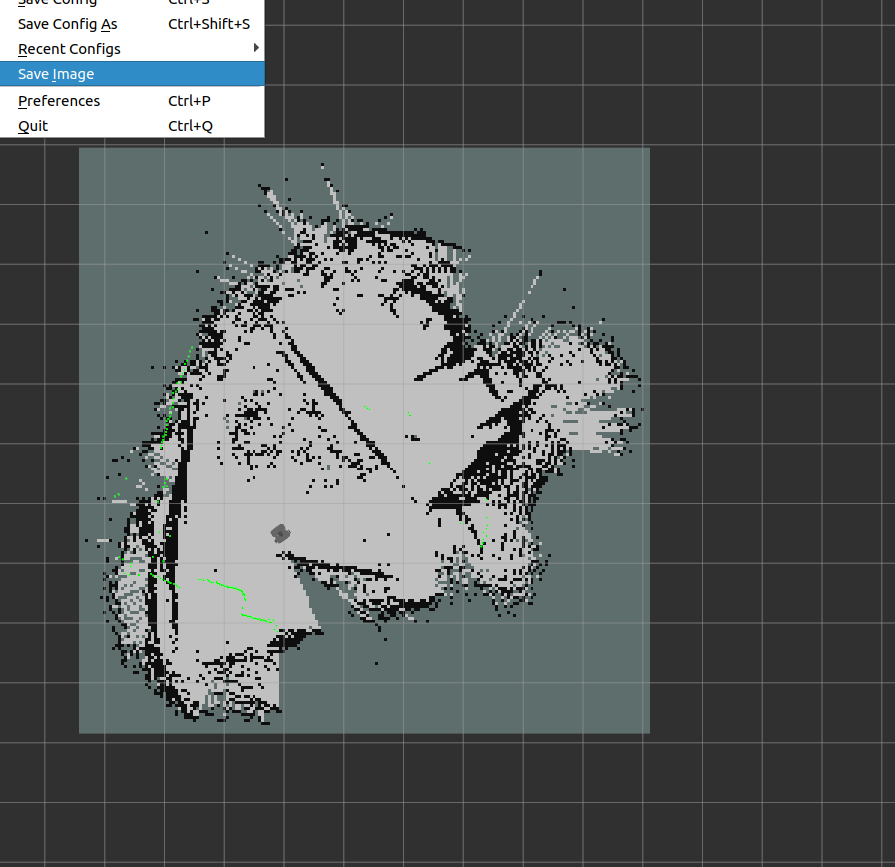 Save Config Ctrl+S
Save Config As Ctrl+Shift+S
Recent Configs
Save Image
Preferences Ctrl+P
Quit Ctrl+Q